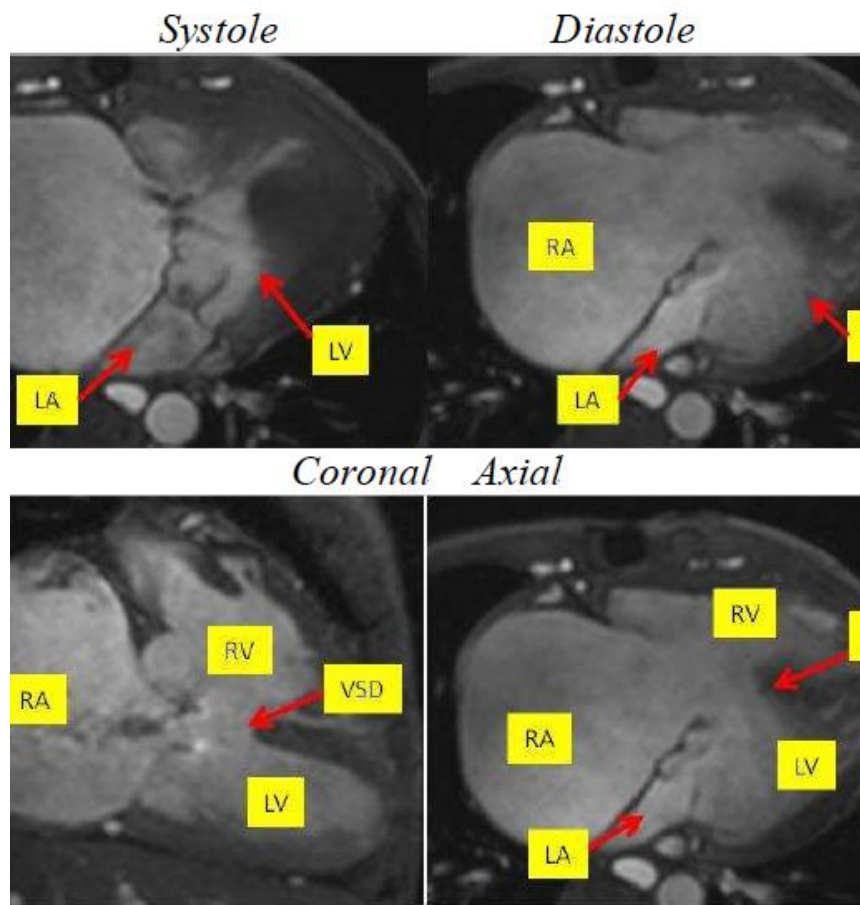 Systole Diastole
RA
LV
LA
LA
Coronal Axial
RV
RV
VSD
RA
RA
LV
LV
LA